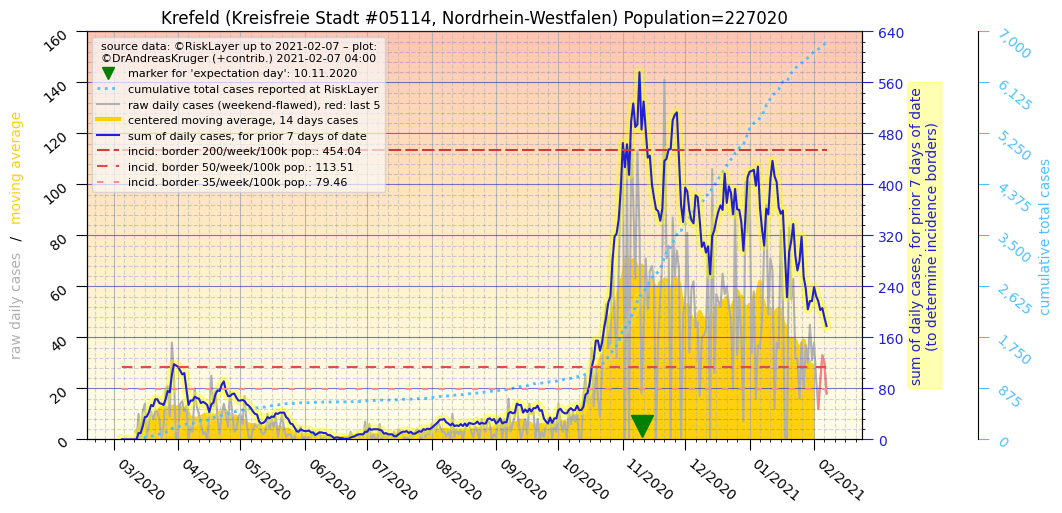 Krefeld (Kreisfreie Stadt #05114, Nordrhein-Westfalen) Population=227020
source data: ©RiskLayer up to 2021-02-07 – plot:
©DrAndreasKruger (+contrib.) 2021-02-07 04:00
marker for 'expectation day': 10.11.2020
cumulative total cases reported at RiskLayer
raw daily cases (weekend-flawed), red: last 5
centered moving average, 14 days cases
sum of daily cases, for prior 7 days of date
incid. border 200/week/100k pop.: 454.04
incid. border 50/week/100k pop.: 113.51
incid. border 35/week/100k pop.: 79.46
raw daily cases / moving average
160
140
120
100
80
60
40
20
0
03/2020
04/2020
05/2020
06/2020
07/2020
08/2020
09/2020
10/2020
11/2020
12/2020
01/2021
02/2021
640
560
480
400
320
240
160
80
0
sum of daily cases, for prior 7 days of date
(to determine incidence borders)
7,000
6,125
5,250
4,375
3,500
2,625
1,750
875
0
cumulative total cases